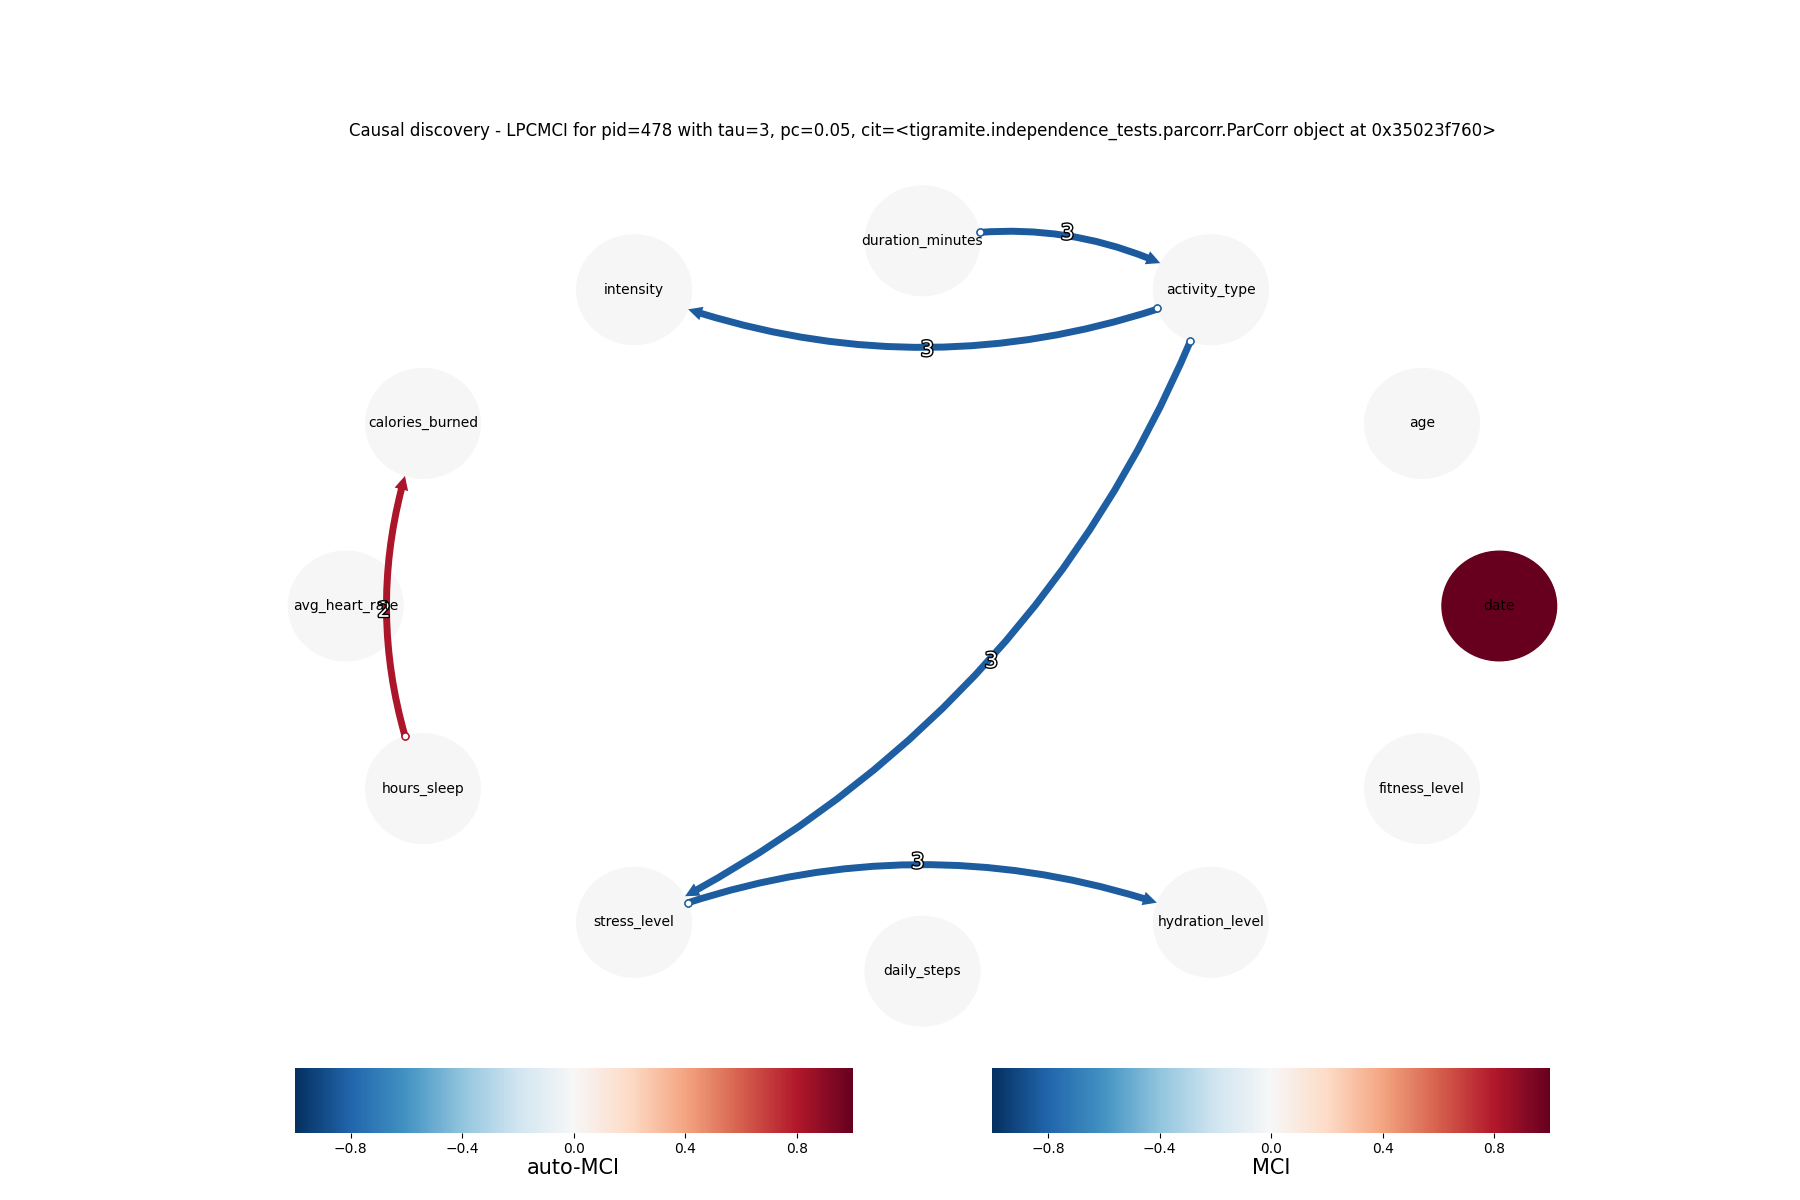 Causal discovery - LPCMCI for pid=478 with tau=3, pc=0.05, cit=<tigramite.independence_tests.parcorr.ParCorr object at 0x35023f760>
duration_minutes
3
intensity
activity_type
3
calories_burned
age
avg_heart_rate
2
date
3
hours_sleep
fitness_level
3
stress_level
hydration_level
daily_steps
−0.8 −0.4 0.0 0.4 0.8
auto-MCI
−0.8 −0.4 0.0 0.4 0.8
MCI